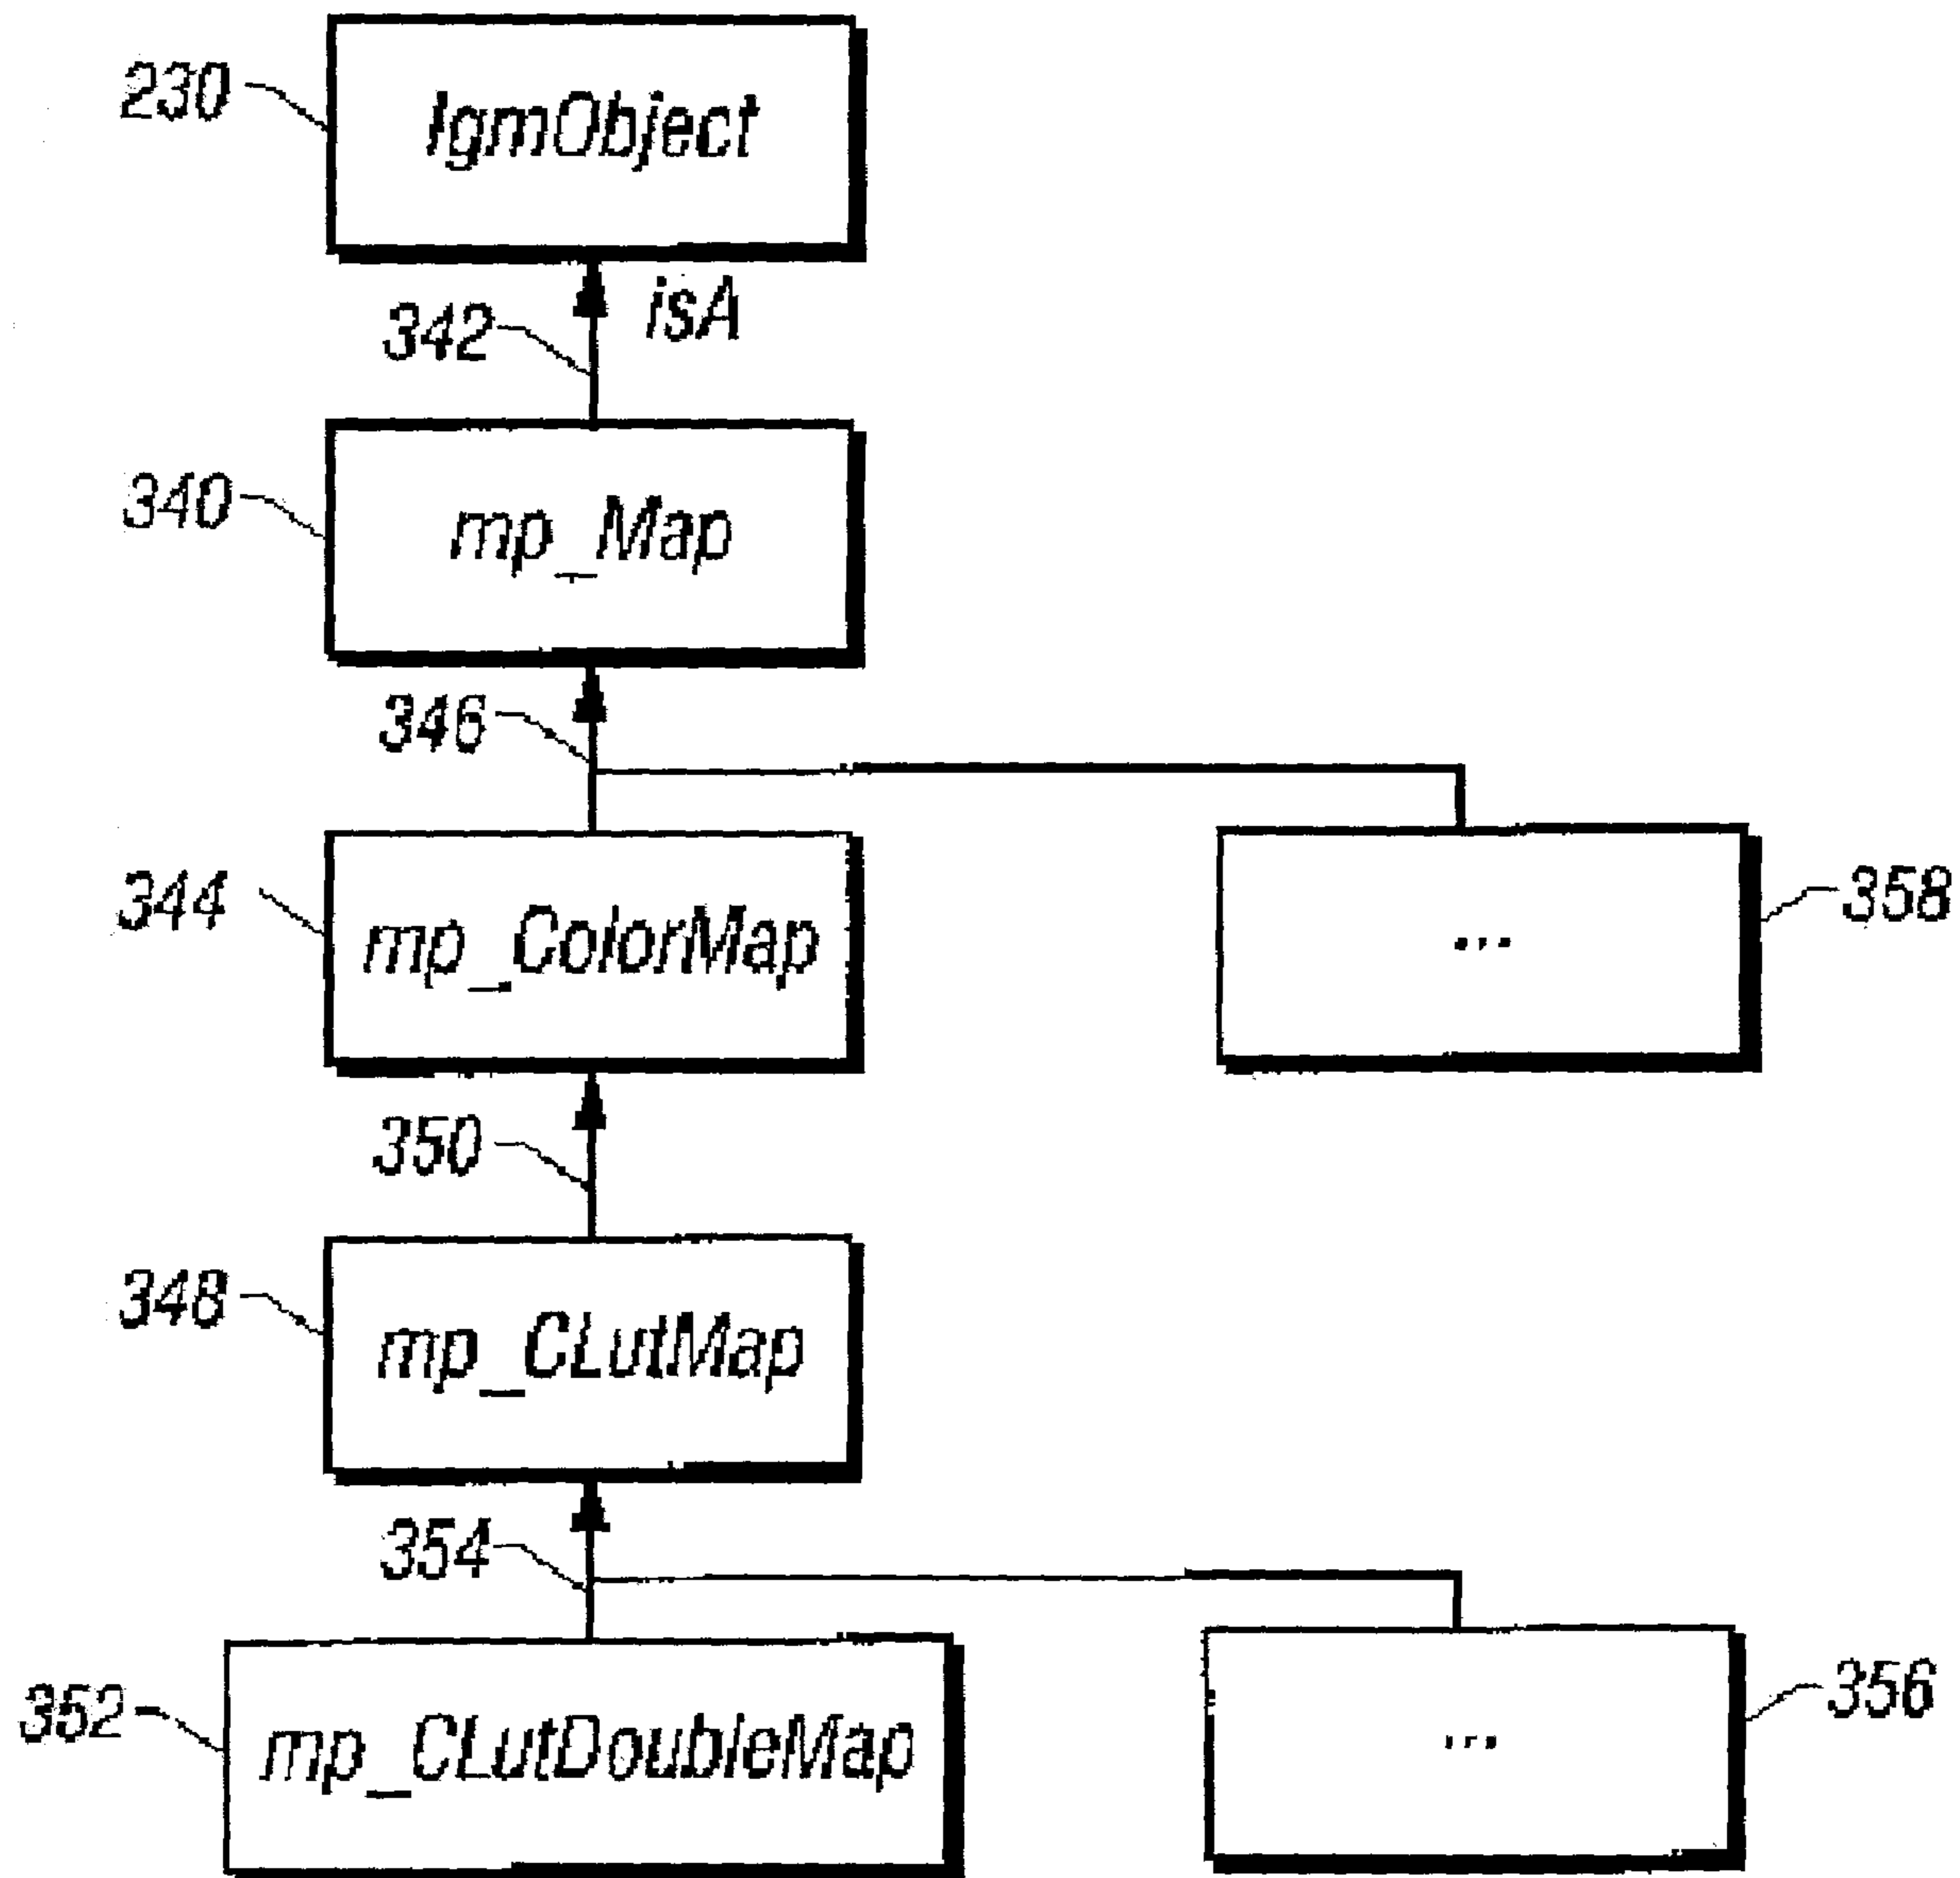 230
IgmObject
342
isA
340
mp_Map
346
344
mp_ColorMap
...
358
350
348
mp_CLutMap
354
352
mp_CLutDoubleMap
...
356